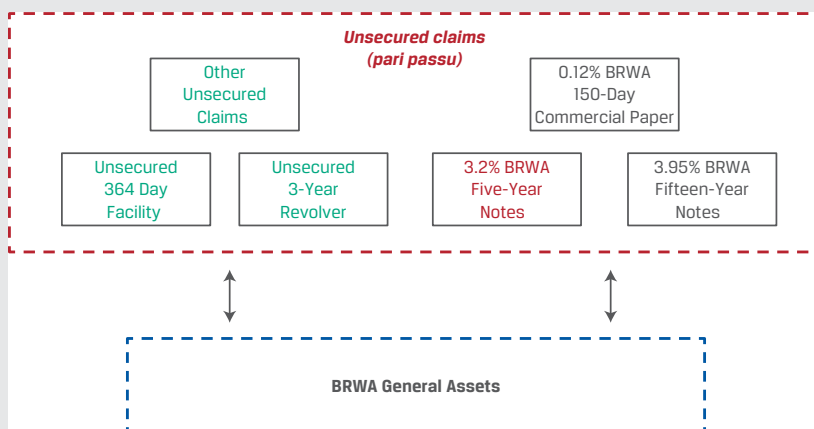 Unsecured claims
(pari passu)
Other
Unsecured
Claims
0.12% BRWA
150-Day
Commercial Paper
Unsecured
364 Day
Facility
Unsecured
3-Year
Revolver
3.2% BRWA
Five-Year
Notes
3.95% BRWA
Fifteen-Year
Notes
BRWA General Assets